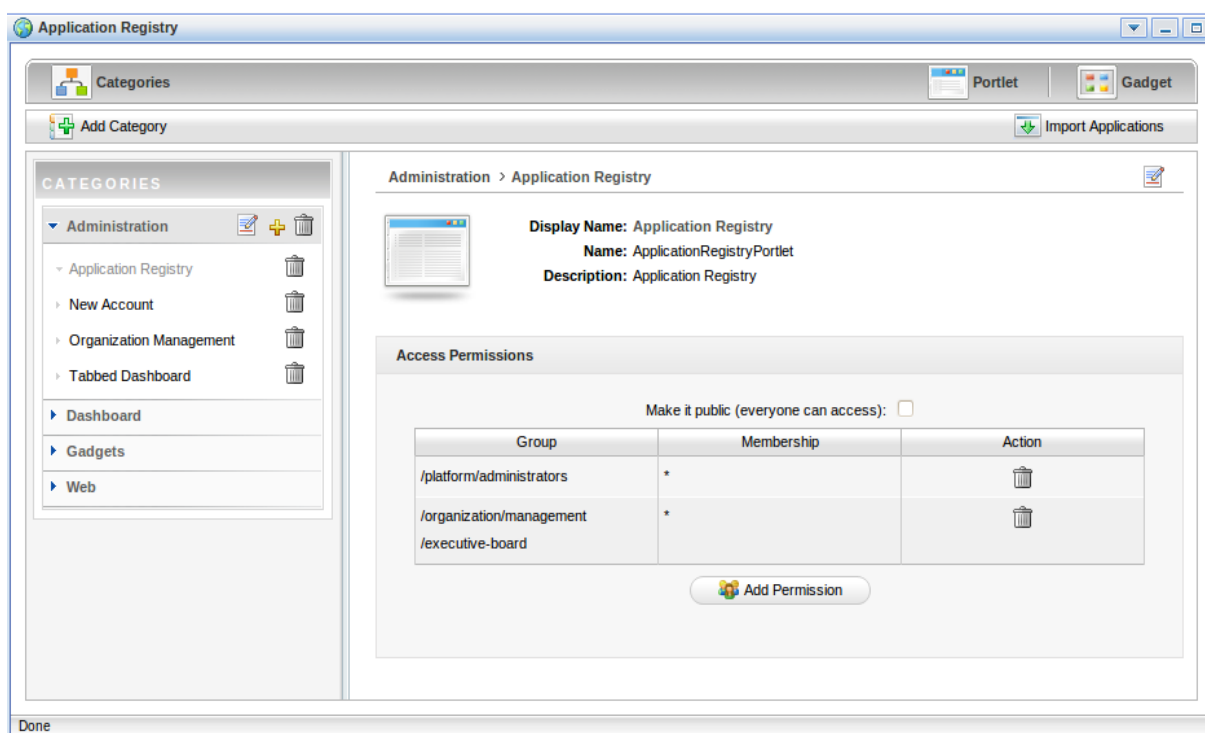 Application Registry
Categories
Portlet
Gadget
Add Category
Import Applications
CATEGORIES
Administration
Application Registry
New Account
Organization Management
Tabbed Dashboard
Dashboard
Gadgets
Web
Administration > Application Registry
Display Name: Application Registry
Name: ApplicationRegistryPortlet
Description: Application Registry
Access Permissions
Make it public (everyone can access):
Group Membership Action
/platform/administrators *
/organization/management *
/executive-board
Add Permission
Done